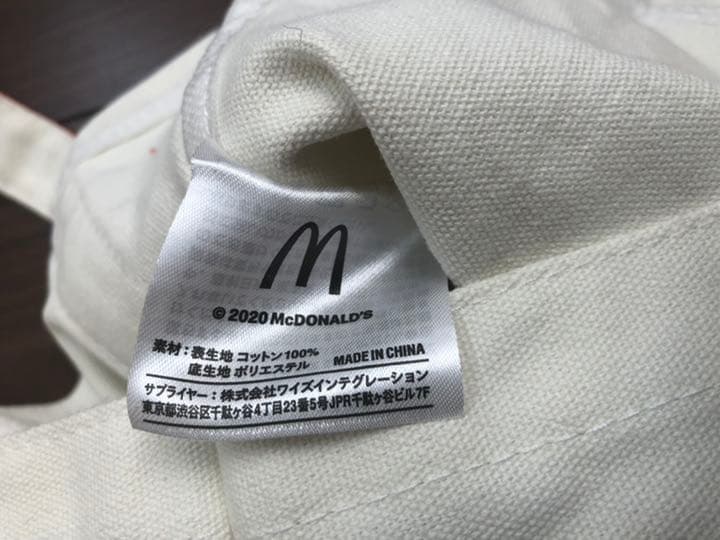 © 2020 McDONALD'S
素材：表生地 コットン100%
底生地 ポリエステル MADE IN CHINA
サプライヤー：株式会社ワイズインテグレーション
東京都渋谷区千駄ヶ谷4丁目23番5号JPR千駄ヶ谷ビル7F